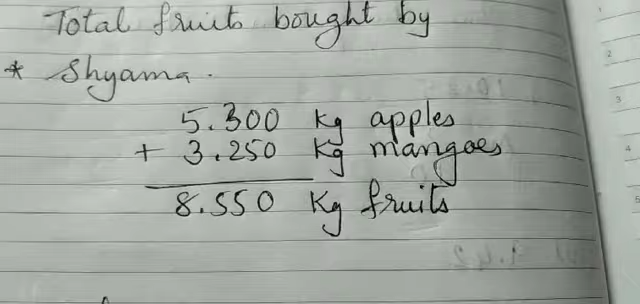 Total fruits bought by
* Shyama.
5.300 kg apples
+ 3.250 kg mangoes
8.550 kg fruits